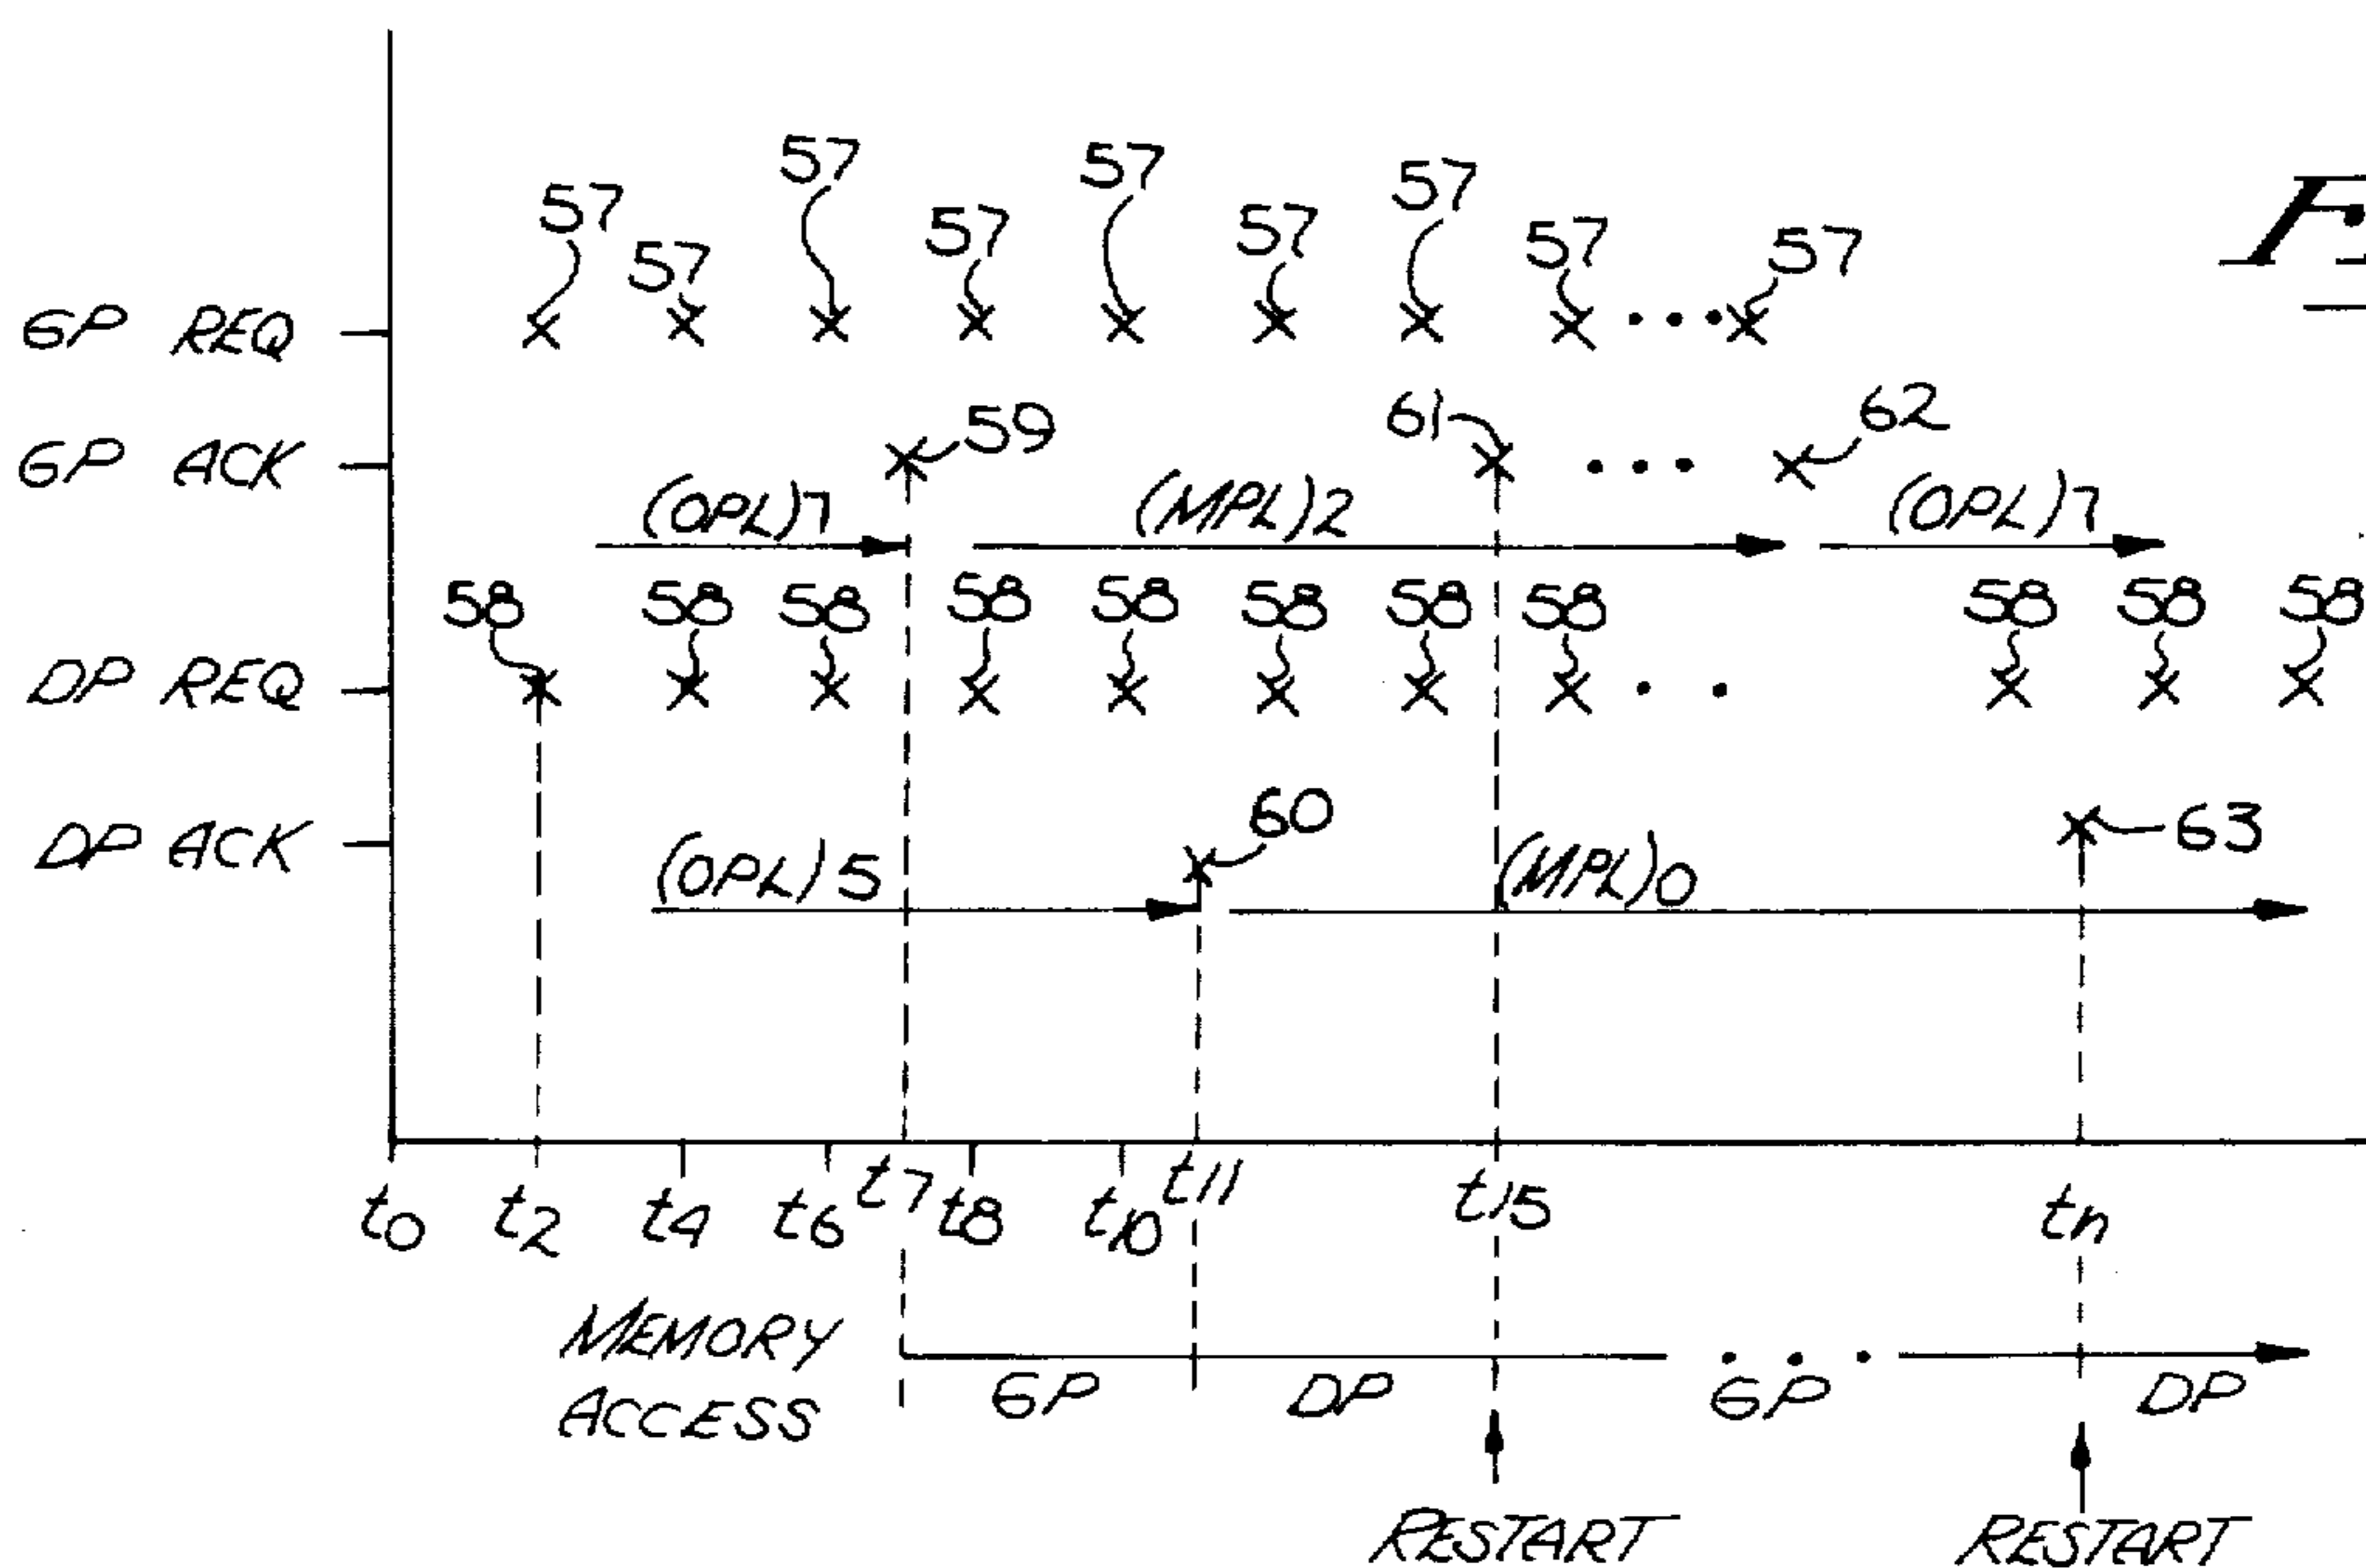 57 57 57 57 57 57 57 57 57
GP REQ
GP ACK 59 61 62
(OPL)7 (MPL)2 (OPL)7
58 58 58 58 58 58 58 58 58 58 58
DP REQ
DP ACK 60 63
(OPL)5 (MPL)0
t0 t2 t4 t6 t7 t8 t10 t11 t15 tn
MEMORY
ACCESS
GP DP GP DP
RESTART RESTART